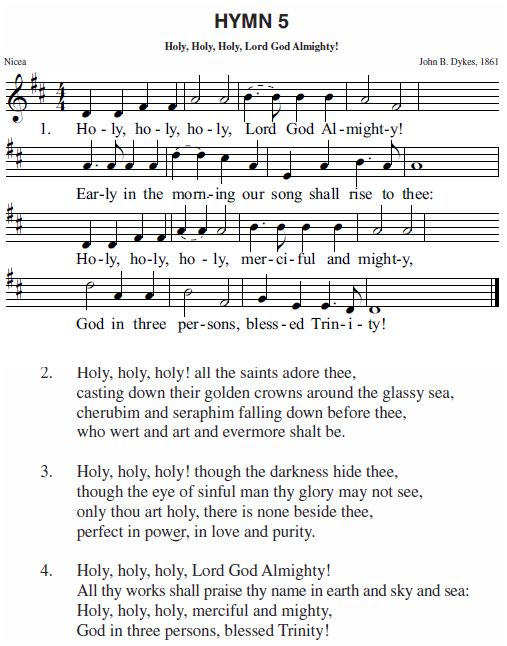 HYMN 5
Holy, Holy, Holy, Lord God Almighty!
Nicea John B. Dykes, 1861
1. Ho - ly, ho - ly, ho - ly, Lord God Al - might-y!
Ear-ly in the morn-ing our song shall rise to thee:
Ho-ly, ho-ly, ho - ly, mer-ci-ful and might-y,
God in three per-sons, bless-ed Trin-i-ty!
2. Holy, holy, holy! all the saints adore thee,
casting down their golden crowns around the glassy sea,
cherubim and seraphim falling down before thee,
who wert and art and evermore shalt be.
3. Holy, holy, holy! though the darkness hide thee,
though the eye of sinful man thy glory may not see,
only thou art holy, there is none beside thee,
perfect in power, in love and purity.
4. Holy, holy, holy, Lord God Almighty!
All thy works shall praise thy name in earth and sky and sea:
Holy, holy, holy, merciful and mighty,
God in three persons, blessed Trinity!